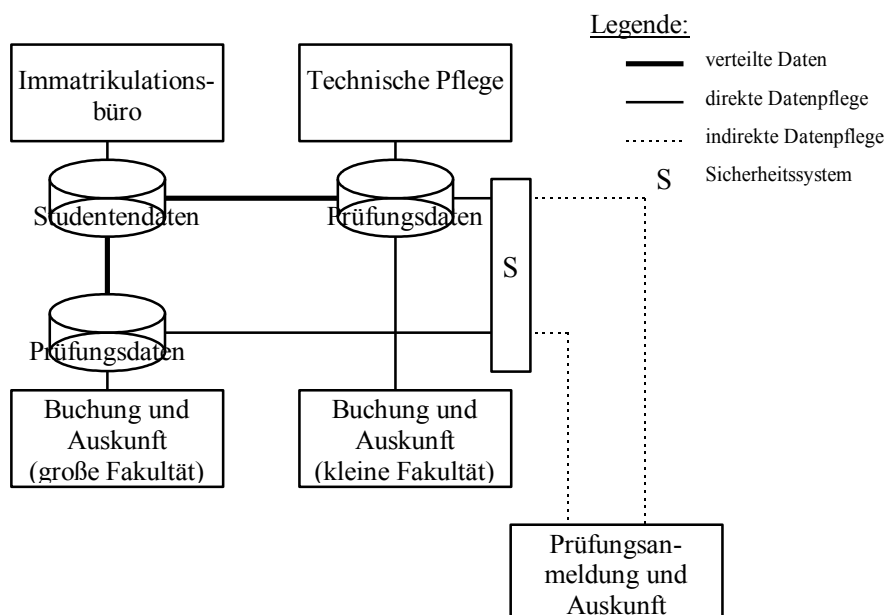 Legende:
verteilte Daten
direkte Datenpflege
indirekte Datenpflege
S
Sicherheitssystem
Immatrikulations-
büro
Technische Pflege
Studentendaten
Prüfungsdaten
S
Prüfungsdaten
Buchung und
Auskunft
(große Fakultät)
Buchung und
Auskunft
(kleine Fakultät)
Prüfungsan-
meldung und
Auskunft